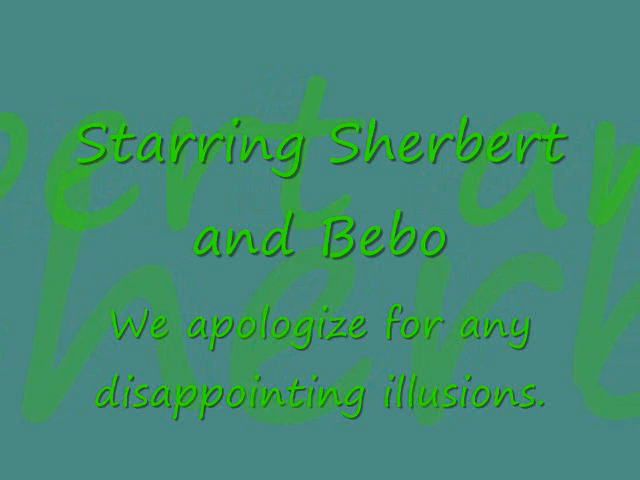 Starring Sherbert
and Bebo
We apologize for any
disappointing illusions.